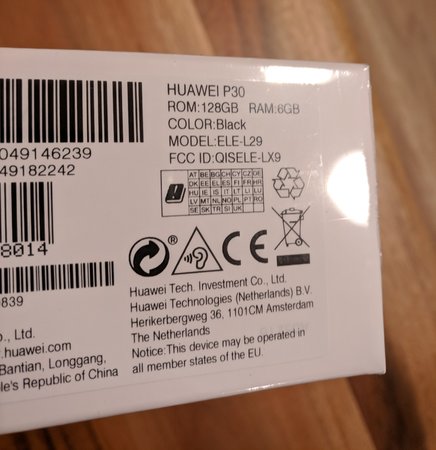 HUAWEI P30
ROM:128GB RAM:6GB
COLOR:Black
MODEL:ELE-L29
FCC ID:QISELE-LX9
049146239
49182242
AT BE BG CH CY CZ DE
DK EE EL ES FI FR HR
HU IE IS IT LI LT LU
LV MT NL NO PL PT RO
SE SK TR SI UK
8014
®
CE
839
Huawei Tech. Investment Co., Ltd.
Huawei Technologies (Netherlands) B.V.
Herikerbergweg 36, 1101CM Amsterdam
The Netherlands
Notice:This device may be operated in
all member states of the EU.
o., Ltd.
.huawei.com
Bantian, Longgang,
le's Republic of China